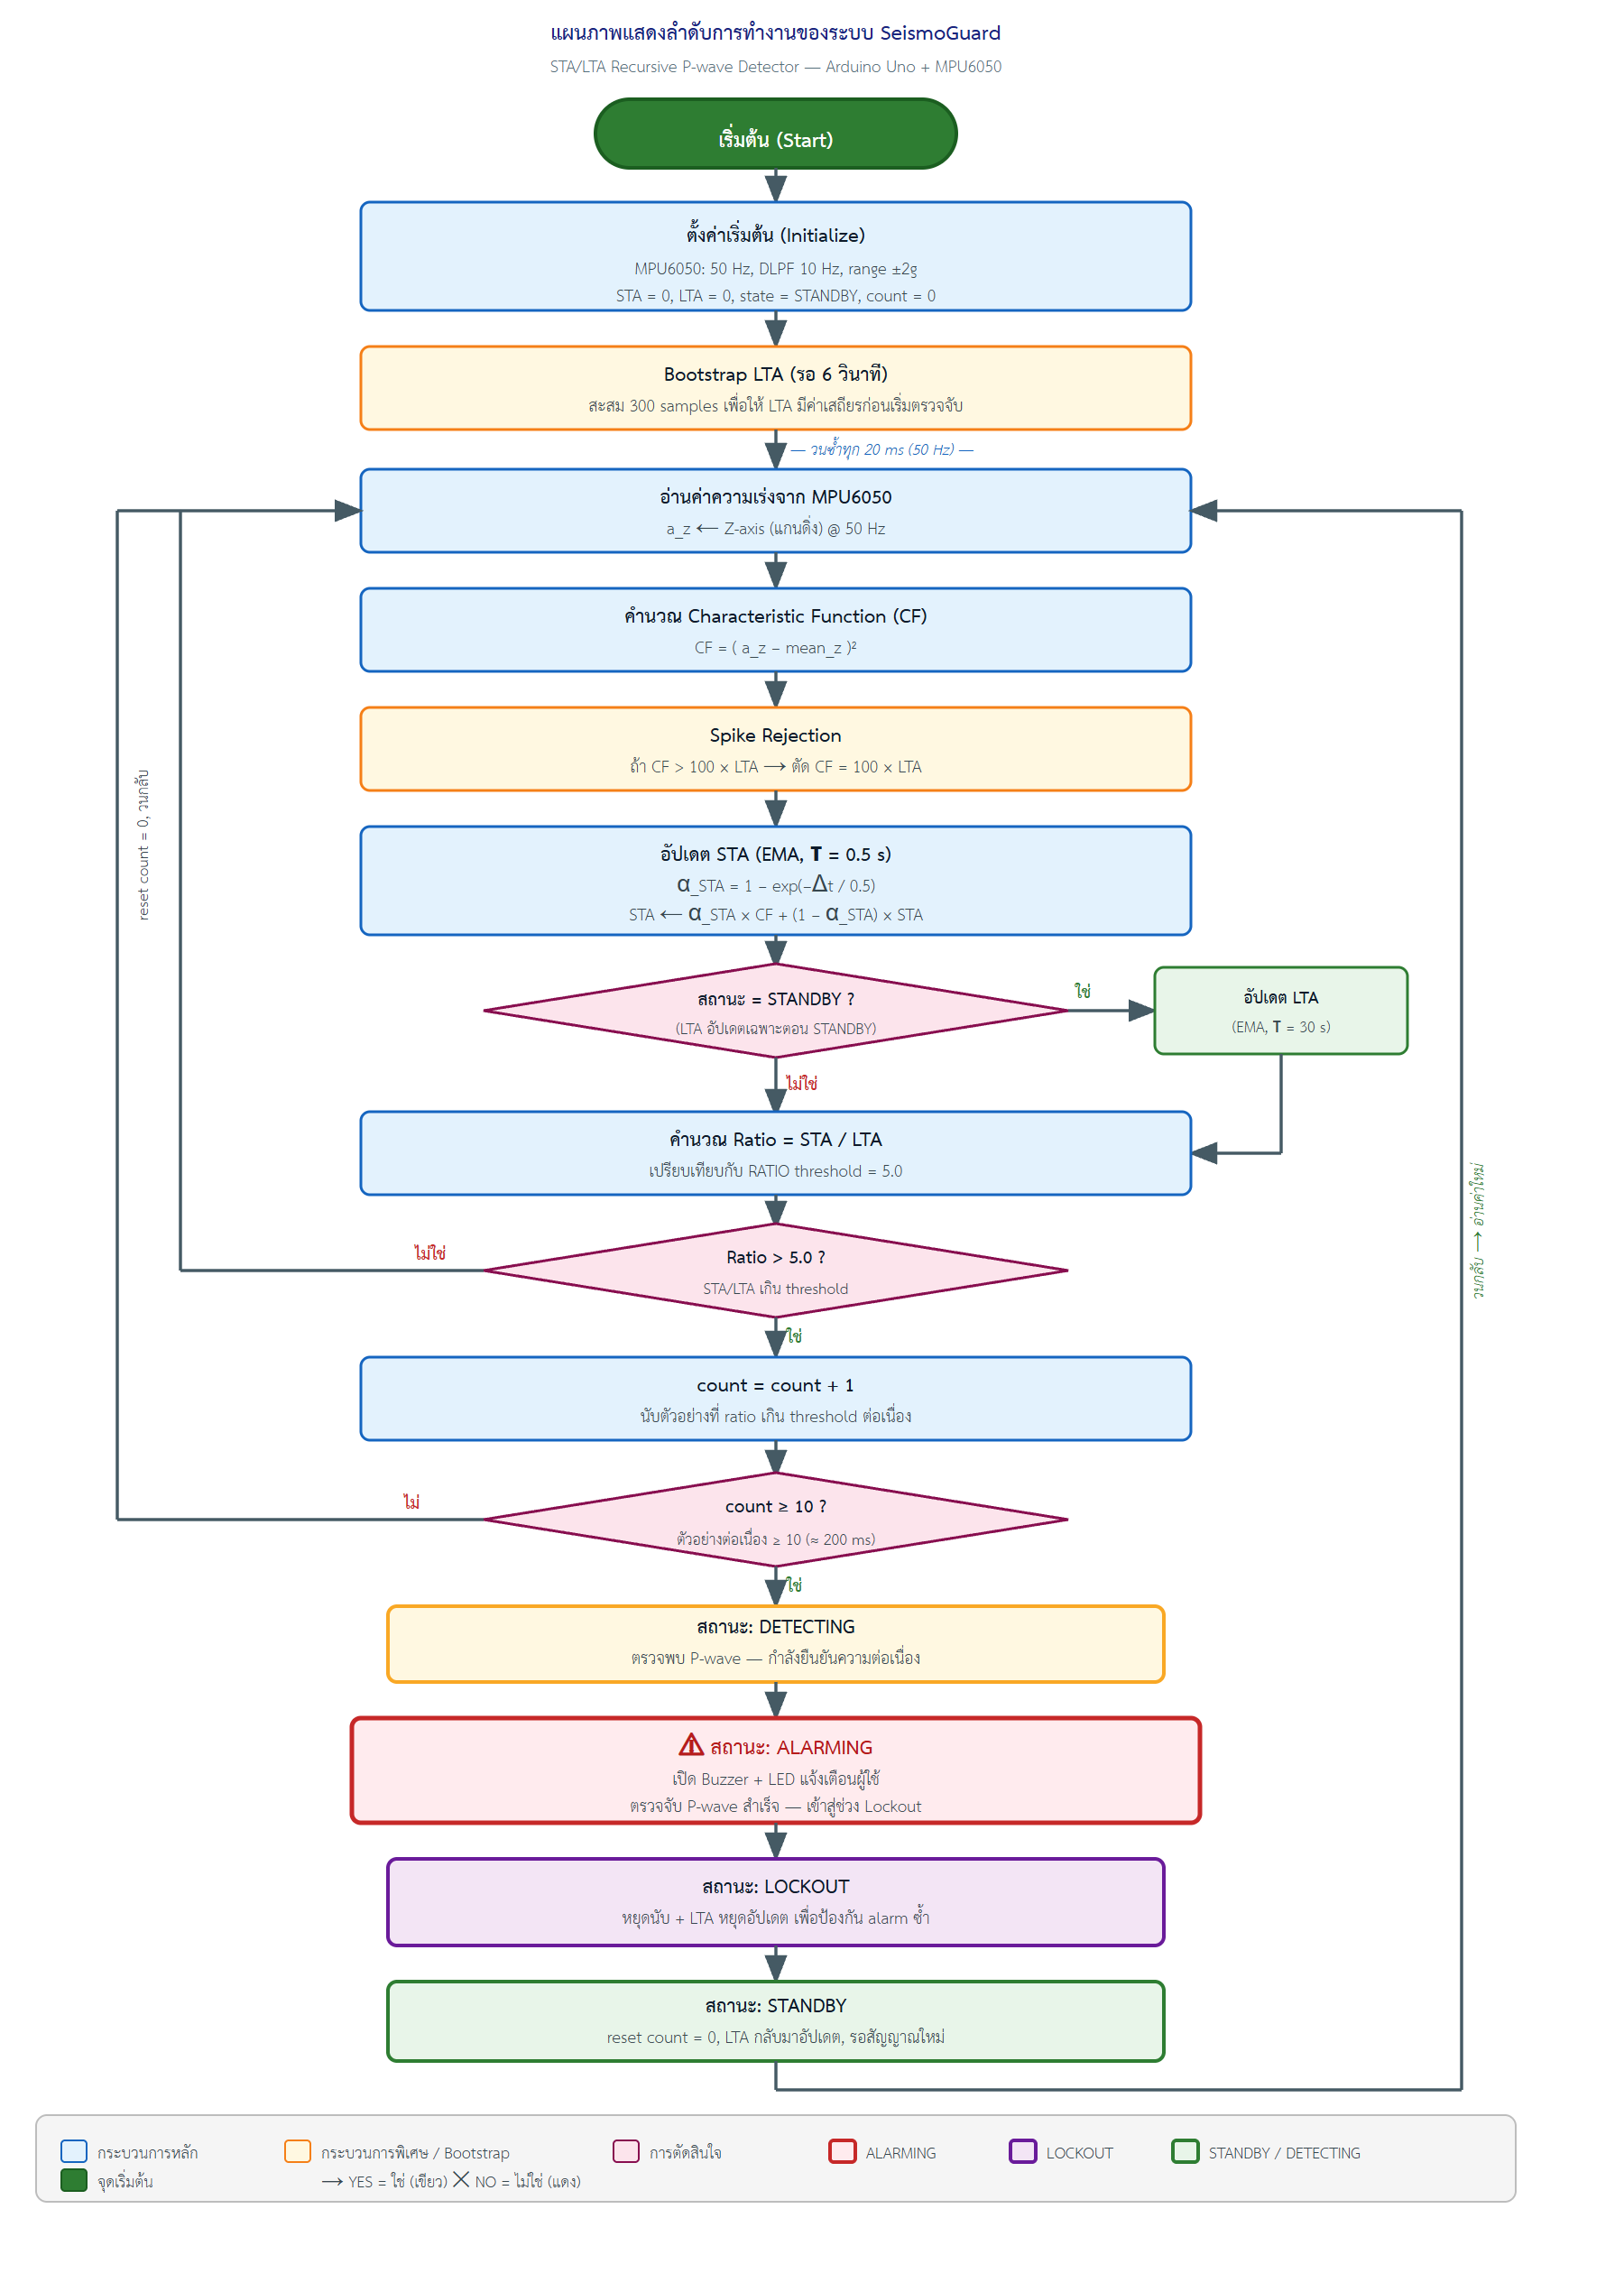 แผนภาพแสดงลำดับการทำงานของระบบ SeismoGuard
STA/LTA Recursive P-wave Detector — Arduino Uno + MPU6050
เริ่มต้น (Start)
ตั้งค่าเริ่มต้น (Initialize)
MPU6050: 50 Hz, DLPF 10 Hz, range ±2g
STA = 0, LTA = 0, state = STANDBY, count = 0
Bootstrap LTA (รอ 6 วินาที)
สะสม 300 samples เพื่อให้ LTA มีค่าเสถียรก่อนเริ่มตรวจจับ
— วนซ้ำทุก 20 ms (50 Hz) —
อ่านค่าความเร่งจาก MPU6050
a_z ⟵ Z-axis (แกนดิ่ง) @ 50 Hz
คำนวณ Characteristic Function (CF)
CF = ( a_z − mean_z )²
Spike Rejection
ถ้า CF > 100 × LTA ⟶ ตัด CF = 100 × LTA
reset count = 0, วนกลับ
อัปเดต STA (EMA, τ = 0.5 s)
α_STA = 1 − exp(−Δt / 0.5)
STA ⟵ α_STA × CF + (1 − α_STA) × STA
สถานะ = STANDBY ?
(LTA อัปเดตเฉพาะตอน STANDBY)
ใช่
อัปเดต LTA
(EMA, τ = 30 s)
ไม่ใช่
คำนวณ Ratio = STA / LTA
เปรียบเทียบกับ RATIO threshold = 5.0
วนกลับ → อ่านค่าใหม่
ไม่ใช่
Ratio > 5.0 ?
STA/LTA เกิน threshold
ใช่
count = count + 1
นับตัวอย่างที่ ratio เกิน threshold ต่อเนื่อง
ไม่
count ≥ 10 ?
ตัวอย่างต่อเนื่อง ≥ 10 (≈ 200 ms)
ใช่
สถานะ: DETECTING
ตรวจพบ P-wave — กำลังยืนยันความต่อเนื่อง
⚠ สถานะ: ALARMING
เปิด Buzzer + LED แจ้งเตือนผู้ใช้
ตรวจจับ P-wave สำเร็จ — เข้าสู่ช่วง Lockout
สถานะ: LOCKOUT
หยุดนับ + LTA หยุดอัปเดต เพื่อป้องกัน alarm ซ้ำ
สถานะ: STANDBY
reset count = 0, LTA กลับมาอัปเดต, รอสัญญาณใหม่
กระบวนการหลัก
กระบวนการพิเศษ / Bootstrap
การตัดสินใจ
ALARMING
LOCKOUT
STANDBY / DETECTING
จุดเริ่มต้น
⟶ YES = ใช่ (เขียว) ✕ NO = ไม่ใช่ (แดง)